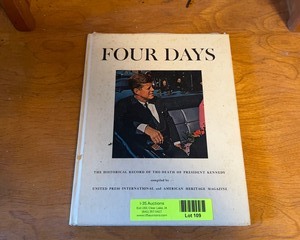 FOUR DAYS
THE HISTORICAL RECORD OF THE DEATH OF PRESIDENT KENNEDY
compiled by
UNITED PRESS INTERNATIONAL and AMERICAN HERITAGE MAGAZINE
Auctions
Lot 109